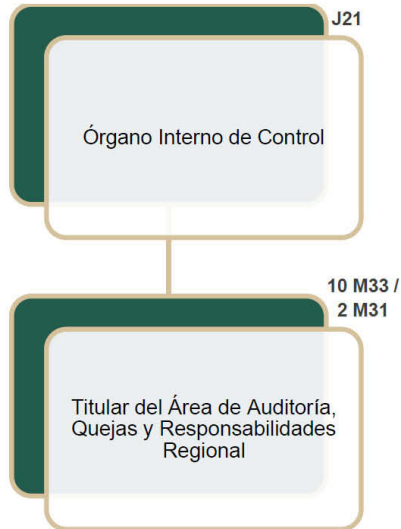 J21
Órgano Interno de Control
10 M33 /
2 M31
Titular del Área de Auditoría,
Quejas y Responsabilidades
Regional